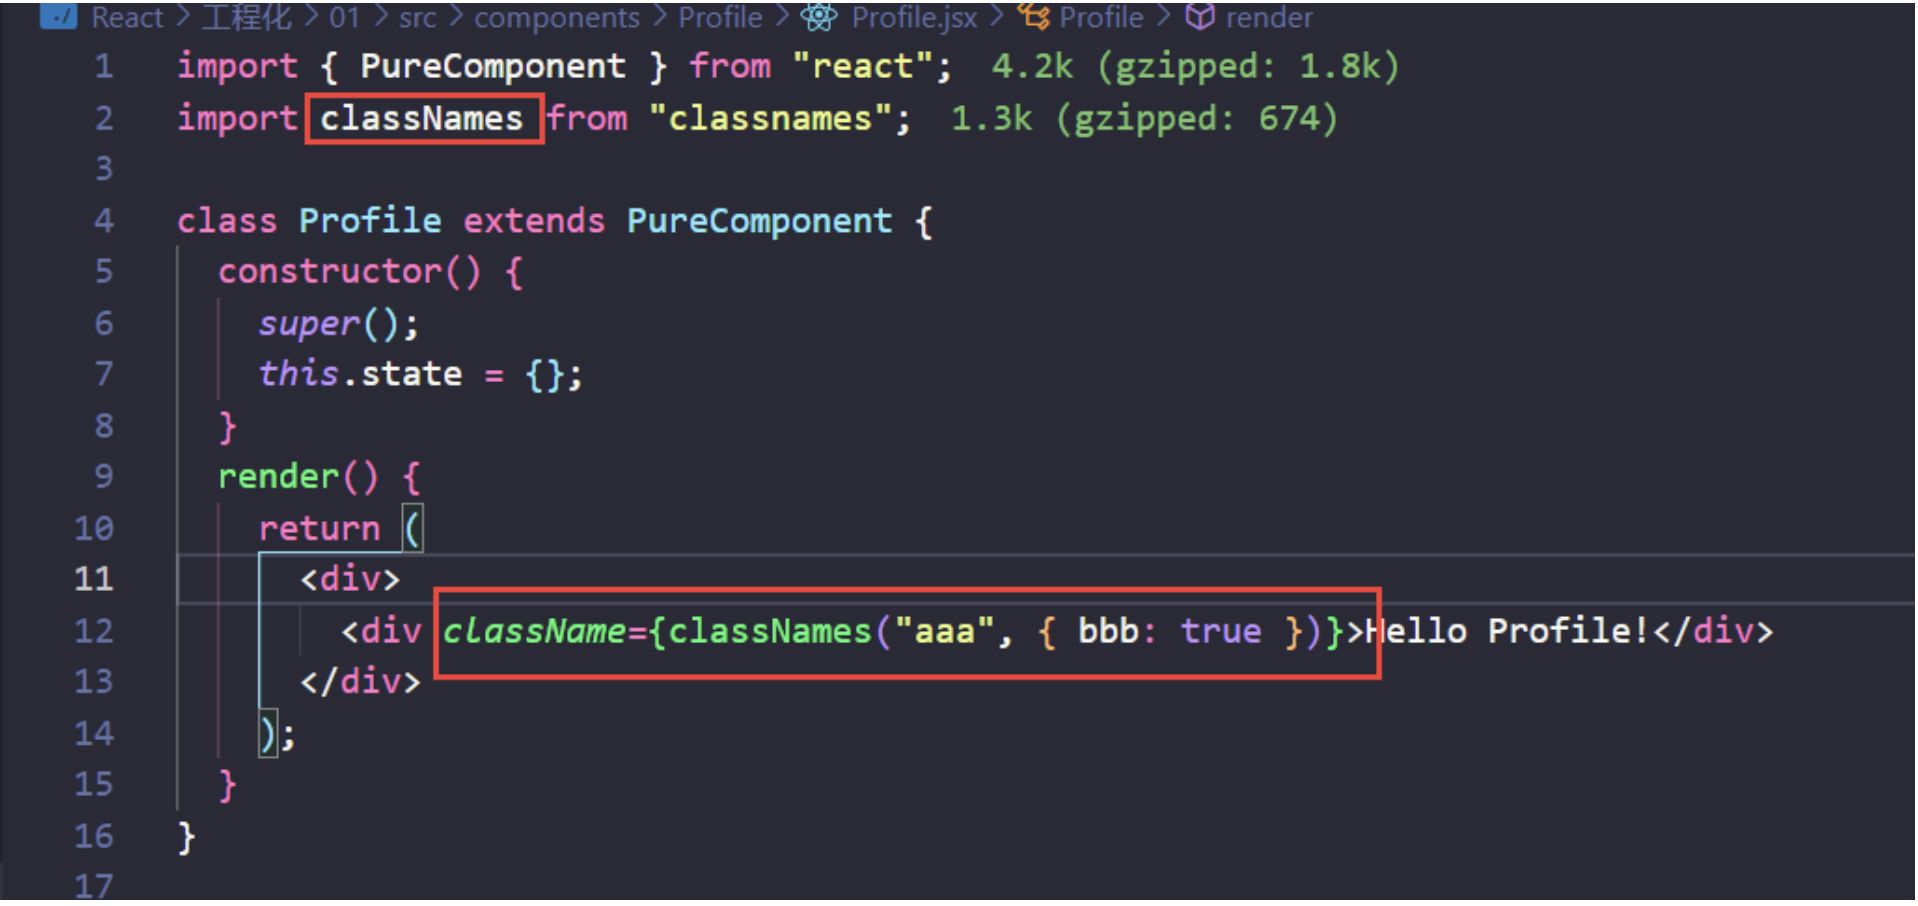 React > 工程化 > 01 > src > components > Profile > Profile.jsx > Profile > render
1 import { PureComponent } from "react"; 4.2k (gzipped: 1.8k)
2 import classNames from "classnames"; 1.3k (gzipped: 674)
3
4 class Profile extends PureComponent {
5 constructor() {
6 super();
7 this.state = {};
8 }
9 render() {
10 return (
11 <div>
12 <div className={classNames("aaa", { bbb: true })}>Hello Profile!</div>
13 </div>
14 );
15 }
16 }
17